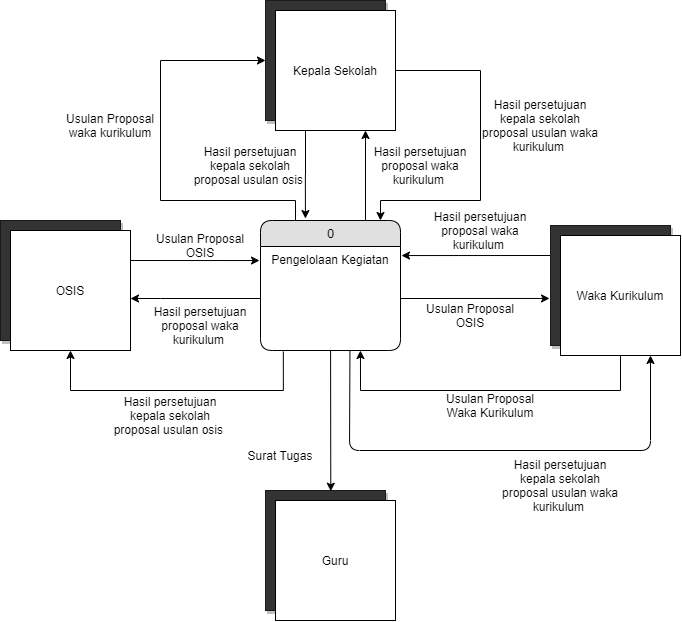 Kepala Sekolah
Usulan Proposal
waka kurikulum
Hasil persetujuan
kepala sekolah
proposal usulan waka
kurikulum
Hasil persetujuan
kepala sekolah
proposal usulan osis
Hasil persetujuan
proposal waka
kurikulum
0
Pengelolaan Kegiatan
OSIS
Usulan Proposal
OSIS
Hasil persetujuan
proposal waka
kurikulum
Hasil persetujuan
proposal waka
kurikulum
Waka Kurikulum
Usulan Proposal
OSIS
Hasil persetujuan
kepala sekolah
proposal usulan osis
Usulan Proposal
Waka Kurikulum
Surat Tugas
Hasil persetujuan
kepala sekolah
proposal usulan waka
kurikulum
Guru